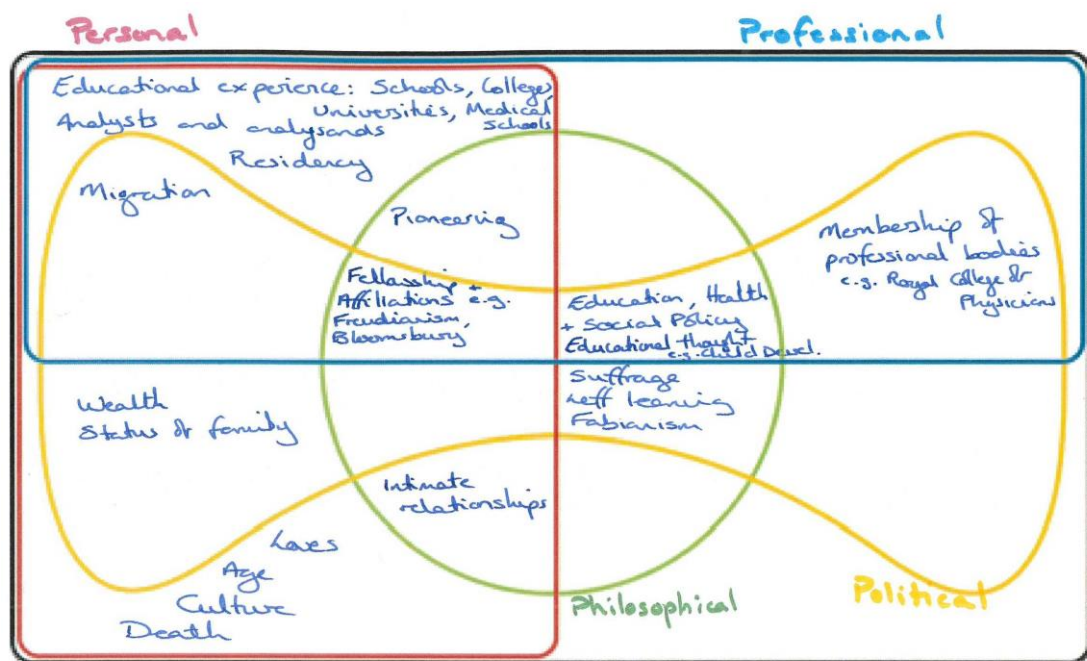 Personal
Professional
Educational experience: Schools, College,
Universities, Medical
Schools
Analysts and analysands
Residency
Migration
Pioneering
Membership of
professional bodies
e.g. Royal College of
Physicians
Fellowship +
Affiliations e.g.
Freudianism,
Bloomsbury
Education, Health
+ Social Policy
Educational thought
e.g. Child Devel.
Suffrage
Left leaning
Fabianism
Wealth
Status of family
Intimate
relationships
Loves
Age
Culture
Death
Philosophical
Political